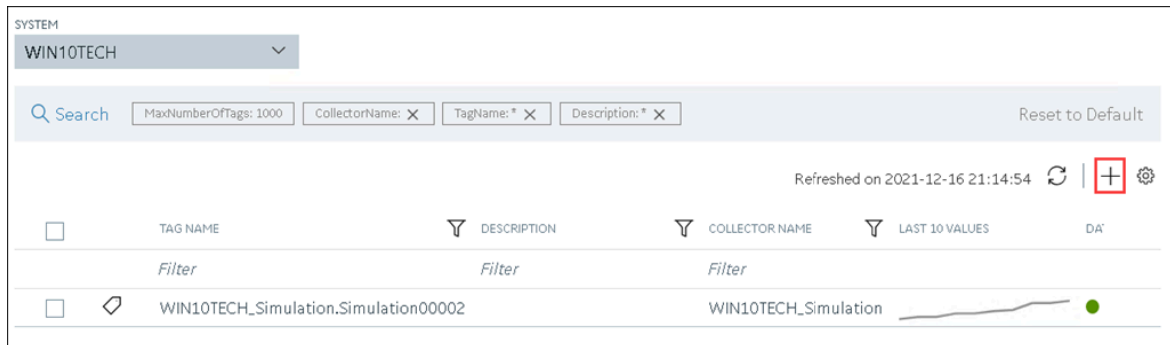 SYSTEM
WIN10TECH
Search MaxNumberOfTags: 1000 CollectorName: TagName: * Description: * Reset to Default
Refreshed on 2021-12-16 21:14:54
TAG NAME DESCRIPTION COLLECTOR NAME LAST 10 VALUES DA
Filter Filter Filter
WIN10TECH_Simulation.Simulation00002 WIN10TECH_Simulation